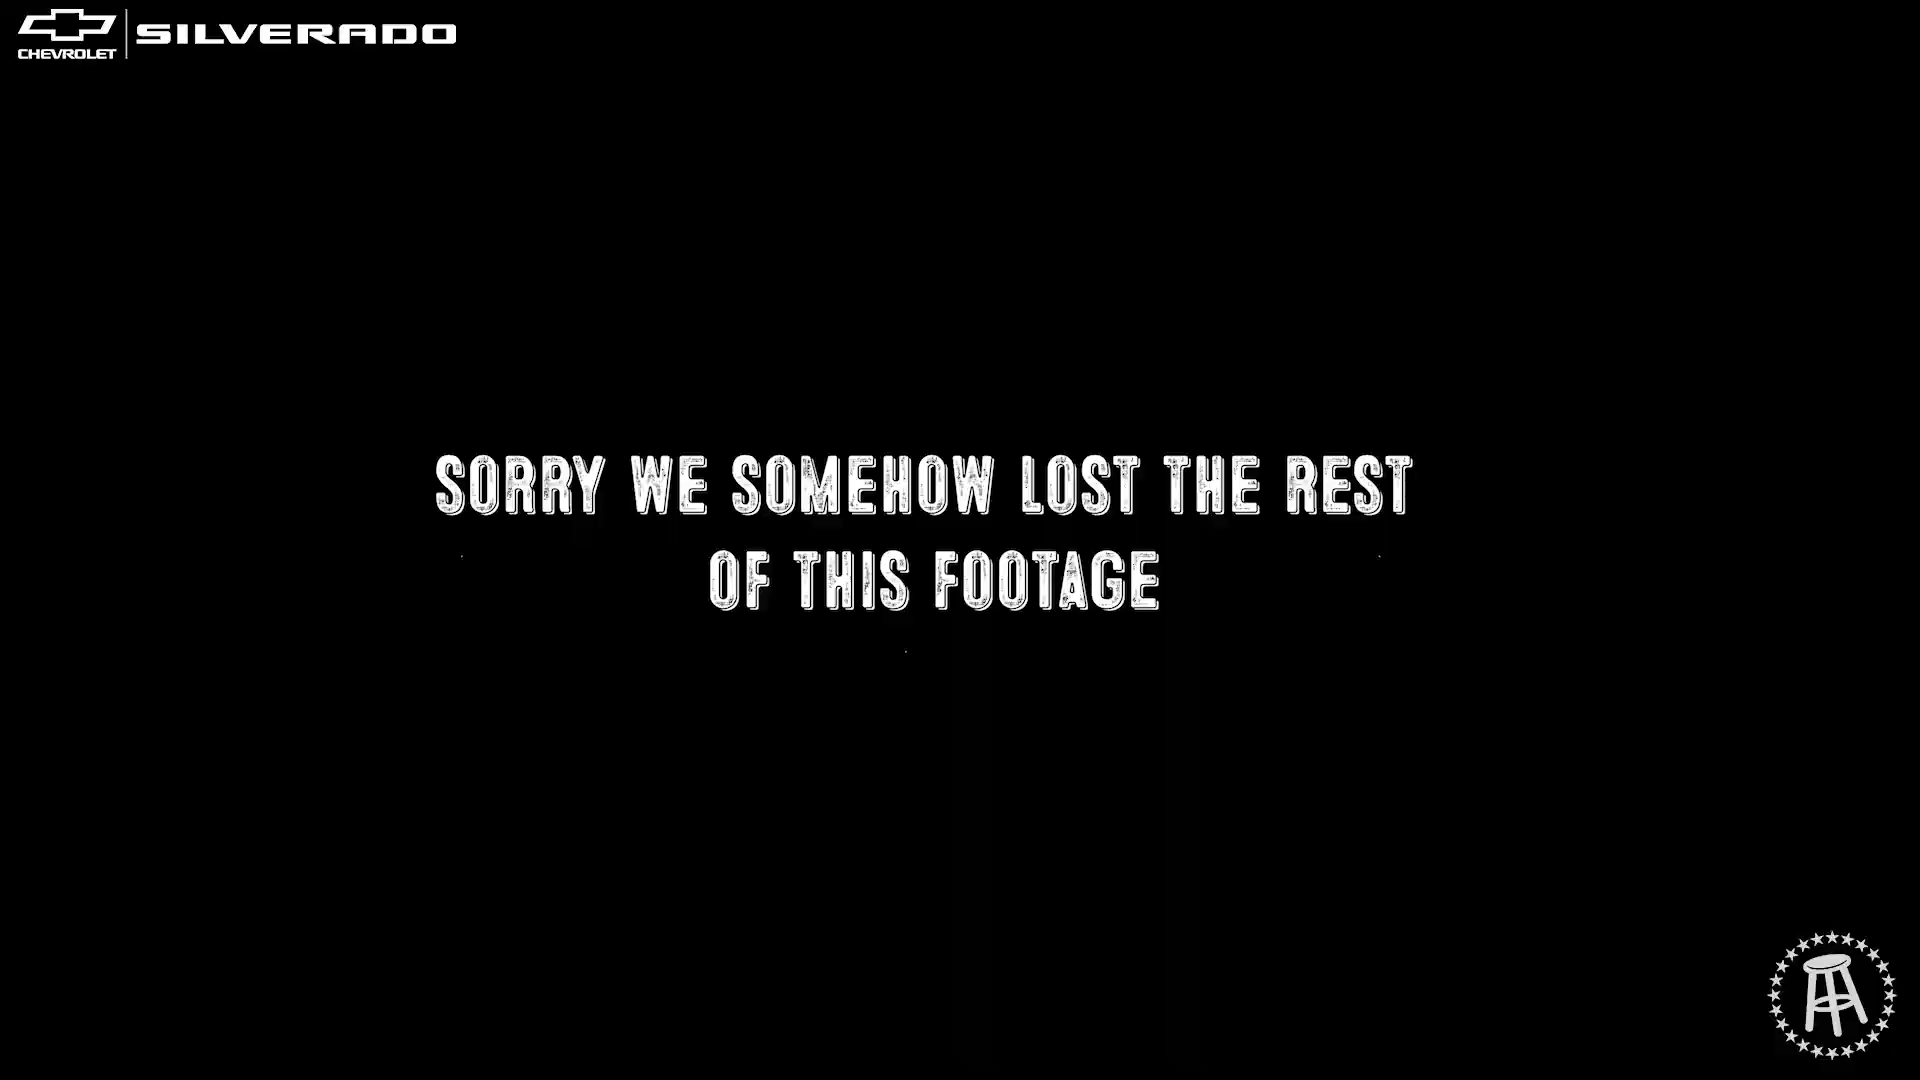 CHEVROLET
SILVERADO
SORRY WE SOMEHOW LOST THE REST
OF THIS FOOTAGE